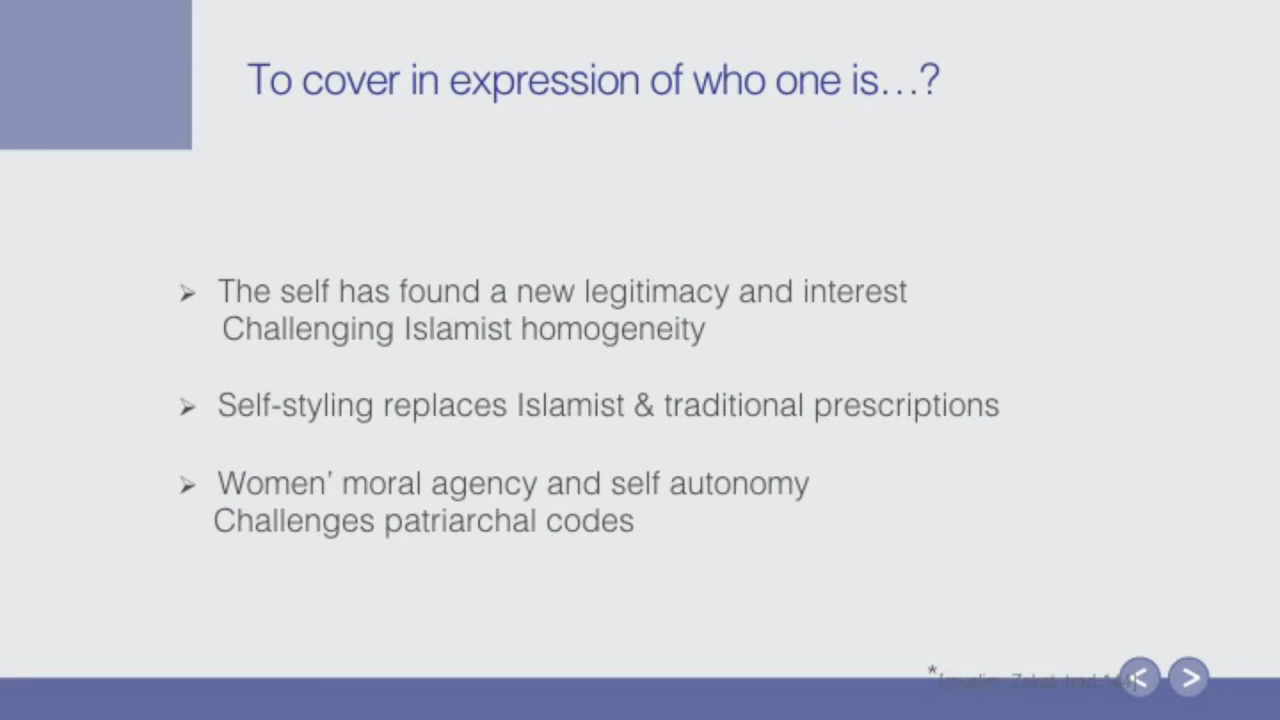 To cover in expression of who one is...?
The self has found a new legitimacy and interest
Challenging Islamist homogeneity
Self-styling replaces Islamist & traditional prescriptions
Women' moral agency and self autonomy
Challenges patriarchal codes
*